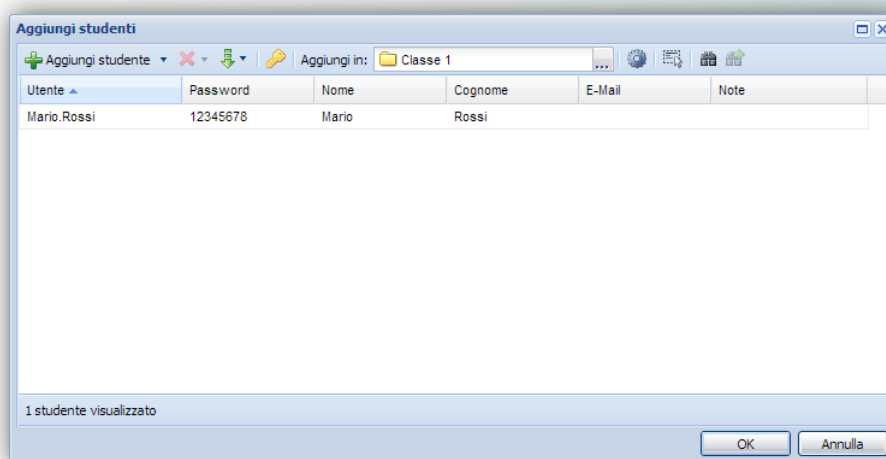 Aggiungi studenti
Aggiungi studente Aggiungi in: Classe 1 ...
Utente Password Nome Cognome E-Mail Note
Mario.Rossi 12345678 Mario Rossi
1 studente visualizzato
OK Annulla